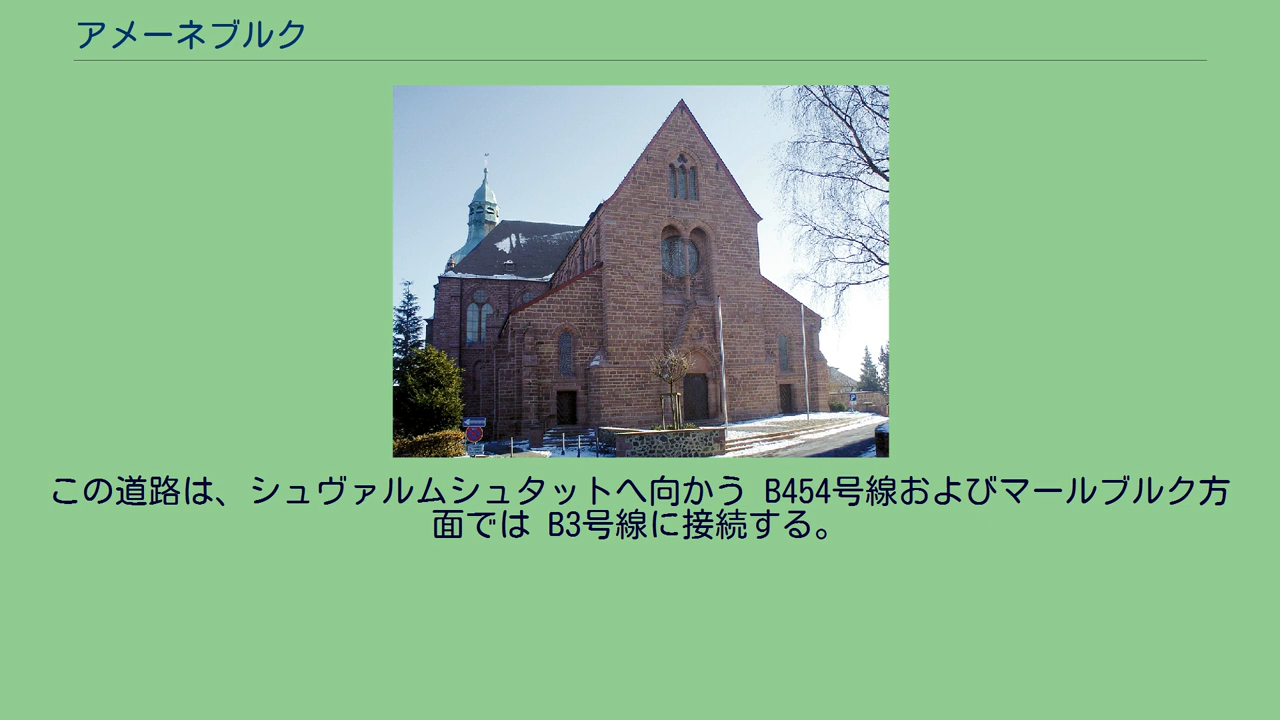 アメーネブルク
この道路は、シュヴァルムシュタットへ向かう B454号線およびマールブルク方
面では B3号線に接続する。